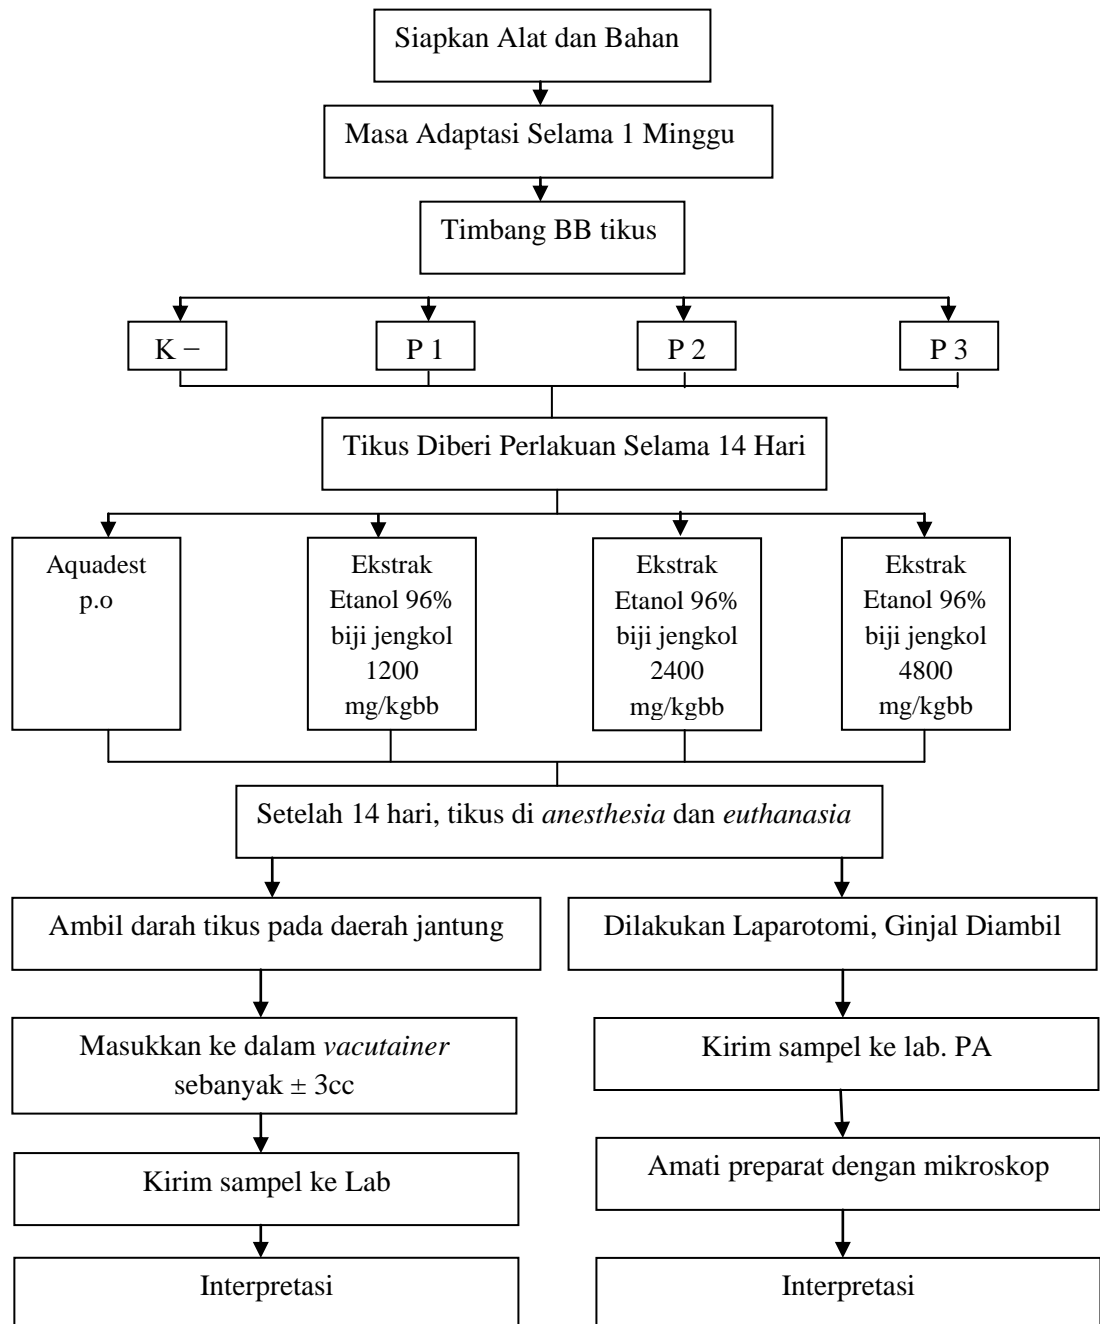 Siapkan Alat dan Bahan
Masa Adaptasi Selama 1 Minggu
Timbang BB tikus
K −
P 1
P 2
P 3
Tikus Diberi Perlakuan Selama 14 Hari
Aquadest
p.o
Ekstrak
Etanol 96%
biji jengkol
1200
mg/kgbb
Ekstrak
Etanol 96%
biji jengkol
2400
mg/kgbb
Ekstrak
Etanol 96%
biji jengkol
4800
mg/kgbb
Setelah 14 hari, tikus di anesthesia dan euthanasia
Ambil darah tikus pada daerah jantung
Masukkan ke dalam vacutainer
sebanyak ± 3cc
Kirim sampel ke Lab
Interpretasi
Dilakukan Laparotomi, Ginjal Diambil
Kirim sampel ke lab. PA
Amati preparat dengan mikroskop
Interpretasi